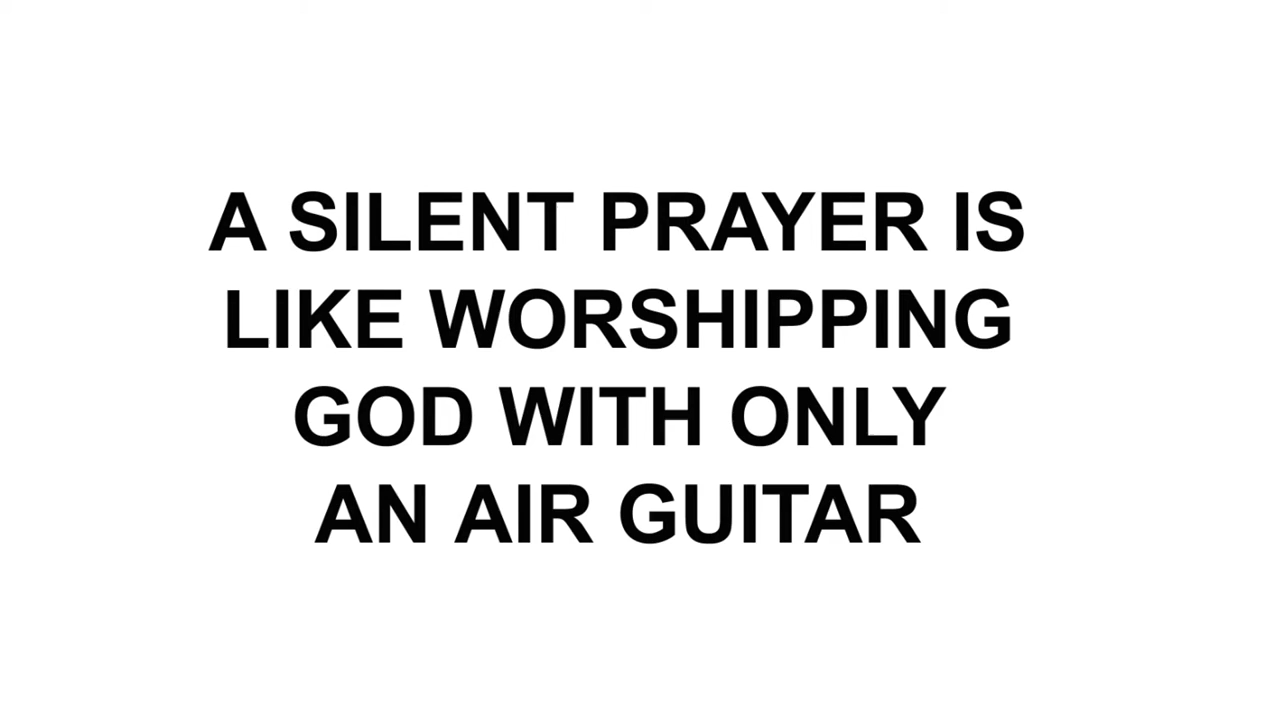 A SILENT PRAYER IS
LIKE WORSHIPPING
GOD WITH ONLY
AN AIR GUITAR